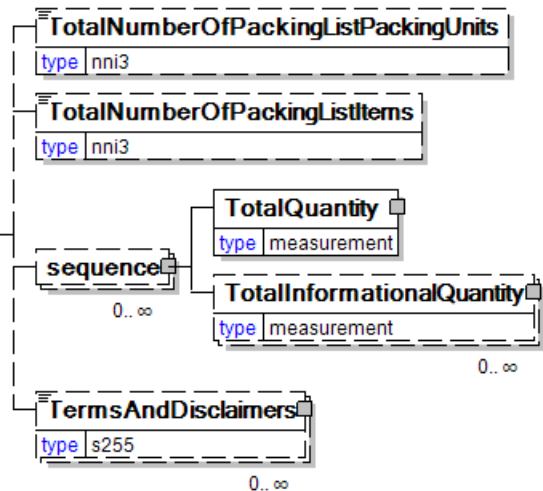 TotalNumberOfPackingListPackingUnits
type nni3
TotalNumberOfPackingListItems
type nni3
TotalQuantity
type measurement
sequence
0.. ∞
TotalInformationalQuantity
type measurement
0.. ∞
TermsAndDisclaimers
type s255
0.. ∞